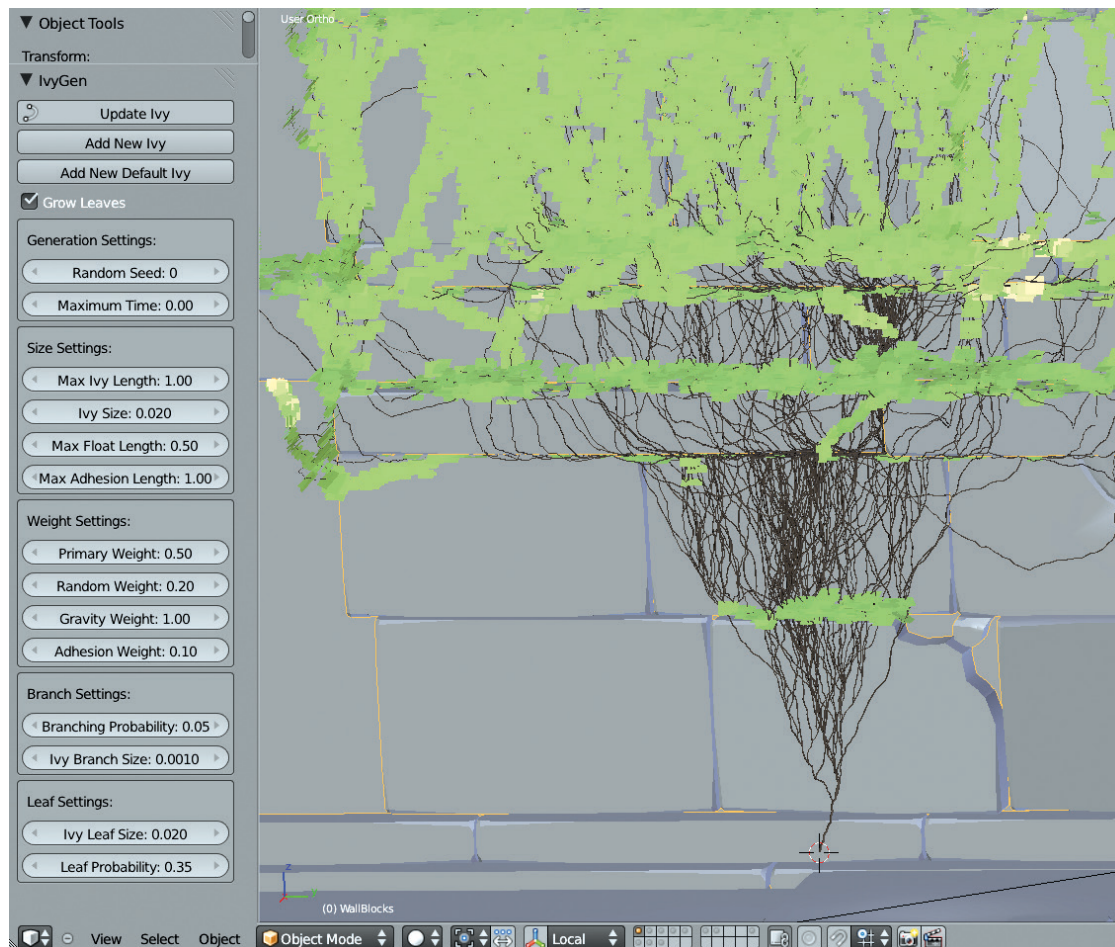 Object Tools
Transform:
IvyGen
Update Ivy
Add New Ivy
Add New Default Ivy
Grow Leaves
Generation Settings:
Random Seed: 0
Maximum Time: 0.00
Size Settings:
Max Ivy Length: 1.00
Ivy Size: 0.020
Max Float Length: 0.50
Max Adhesion Length: 1.00
Weight Settings:
Primary Weight: 0.50
Random Weight: 0.20
Gravity Weight: 1.00
Adhesion Weight: 0.10
Branch Settings:
Branching Probability: 0.05
Ivy Branch Size: 0.0010
Leaf Settings:
Ivy Leaf Size: 0.020
Leaf Probability: 0.35
User Ortho
z
y
(0) WallBlocks
View Select Object Object Mode Local